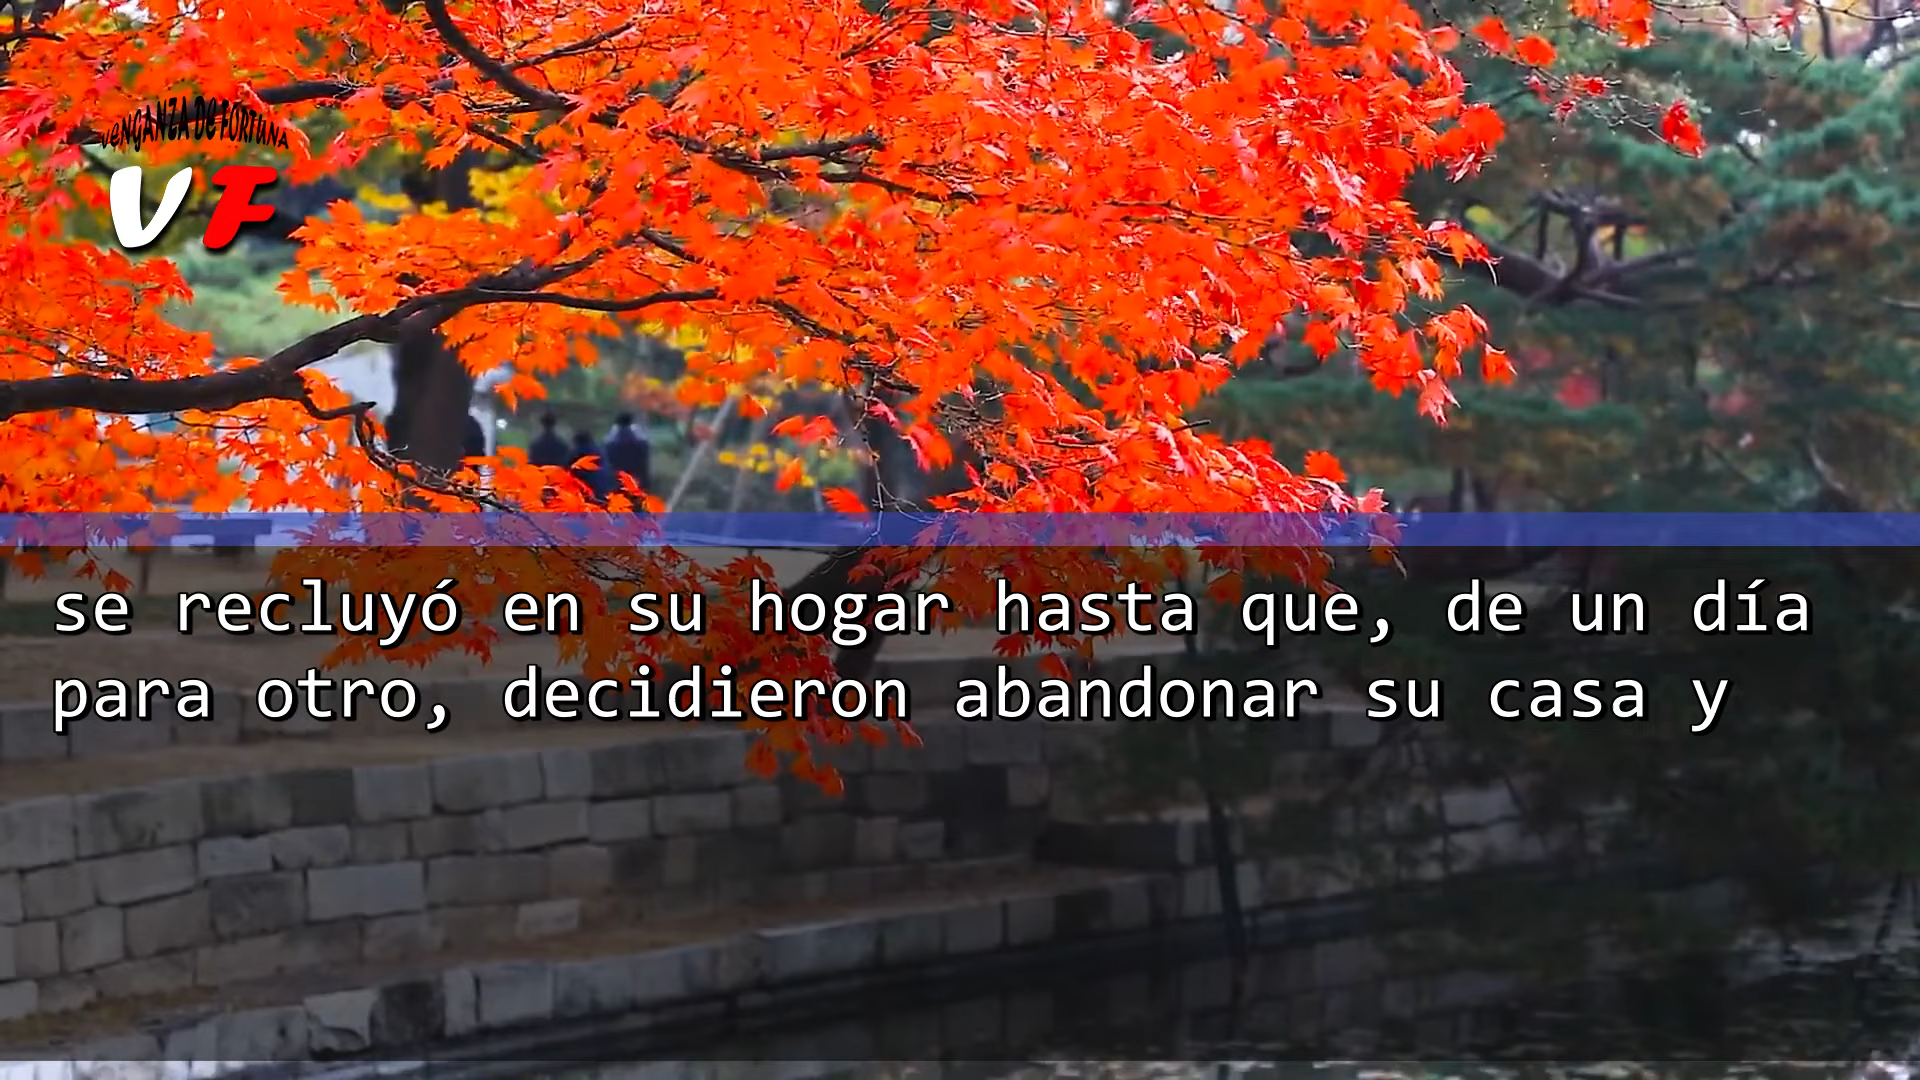 VENGANZA DE FORTUNA
VF
se recluyó en su hogar hasta que, de un día
para otro, decidieron abandonar su casa y